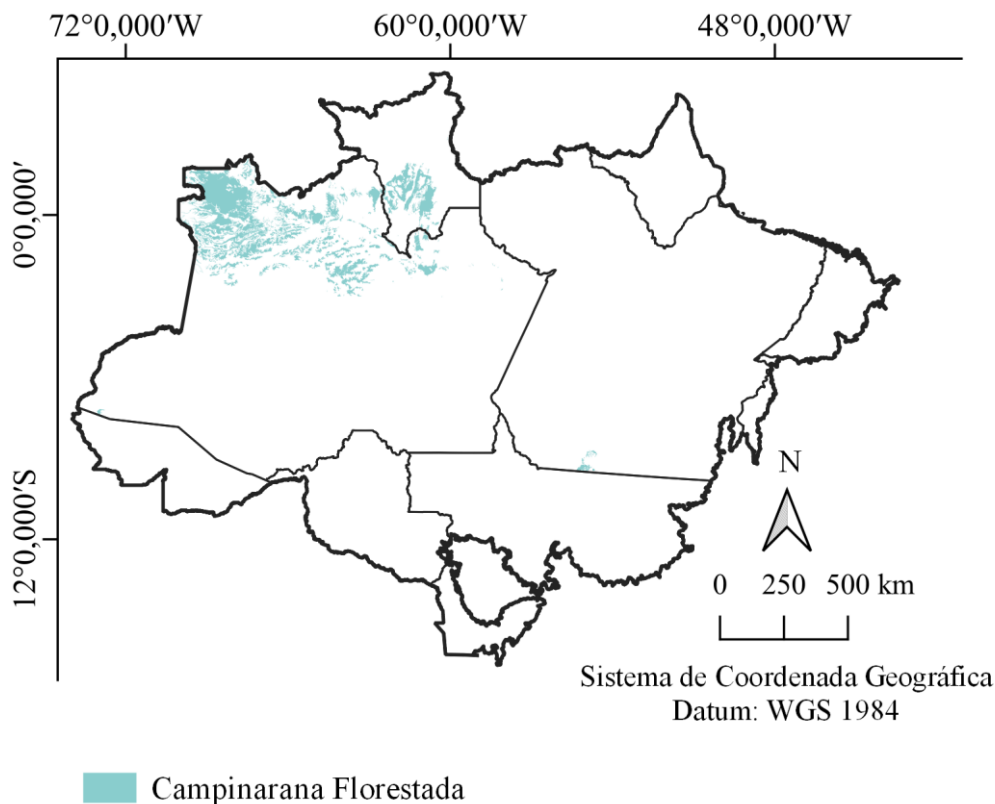 72°0,000′W 60°0,000′W 48°0,000′W
0°0,000′
12°0,000′S
N
0 250 500 km
Sistema de Coordenada Geográfica
Datum: WGS 1984
Campinarana Florestada